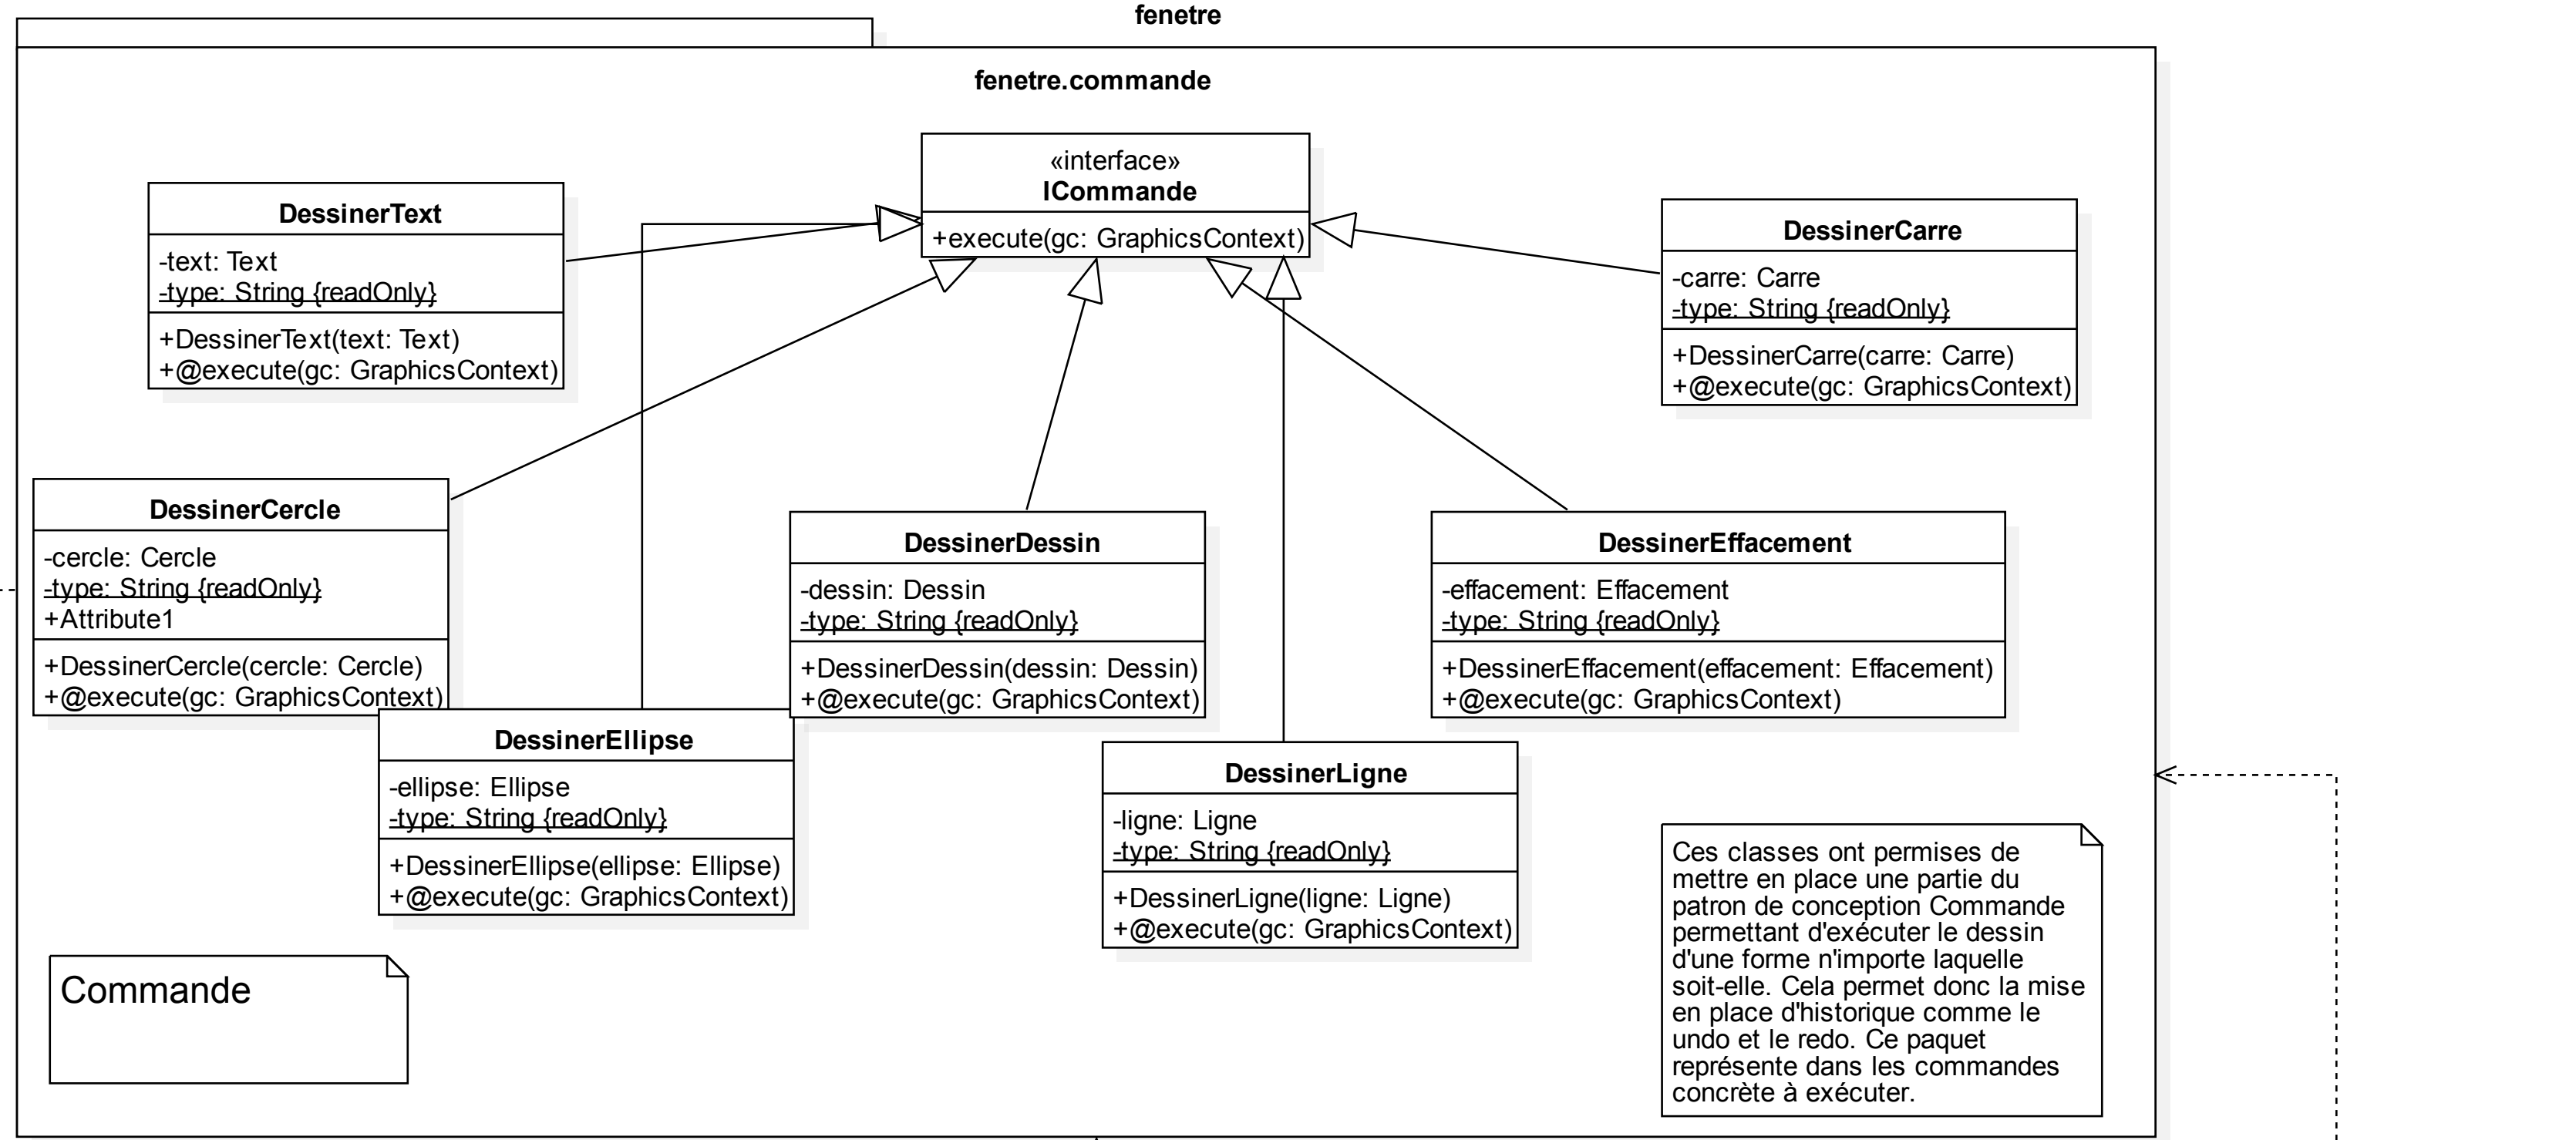 fenetre
fenetre.commande
«interface»
ICommande
+execute(gc: GraphicsContext)
DessinerText
-text: Text
-type: String {readOnly}
+DessinerText(text: Text)
+@execute(gc: GraphicsContext)
DessinerCarre
-carre: Carre
-type: String {readOnly}
+DessinerCarre(carre: Carre)
+@execute(gc: GraphicsContext)
DessinerCercle
-cercle: Cercle
-type: String {readOnly}
+Attribute1
+DessinerCercle(cercle: Cercle)
+@execute(gc: GraphicsContext)
DessinerDessin
-dessin: Dessin
-type: String {readOnly}
+DessinerDessin(dessin: Dessin)
+@execute(gc: GraphicsContext)
DessinerEffacement
-effacement: Effacement
-type: String {readOnly}
+DessinerEffacement(effacement: Effacement)
+@execute(gc: GraphicsContext)
DessinerEllipse
-ellipse: Ellipse
-type: String {readOnly}
+DessinerEllipse(ellipse: Ellipse)
+@execute(gc: GraphicsContext)
DessinerLigne
-ligne: Ligne
-type: String {readOnly}
+DessinerLigne(ligne: Ligne)
+@execute(gc: GraphicsContext)
Commande
Ces classes ont permises de
mettre en place une partie du
patron de conception Commande
permettant d'exécuter le dessin
d'une forme n'importe laquelle
soit-elle. Cela permet donc la mise
en place d'historique comme le
undo et le redo. Ce paquet
représente dans les commandes
concrète à exécuter.